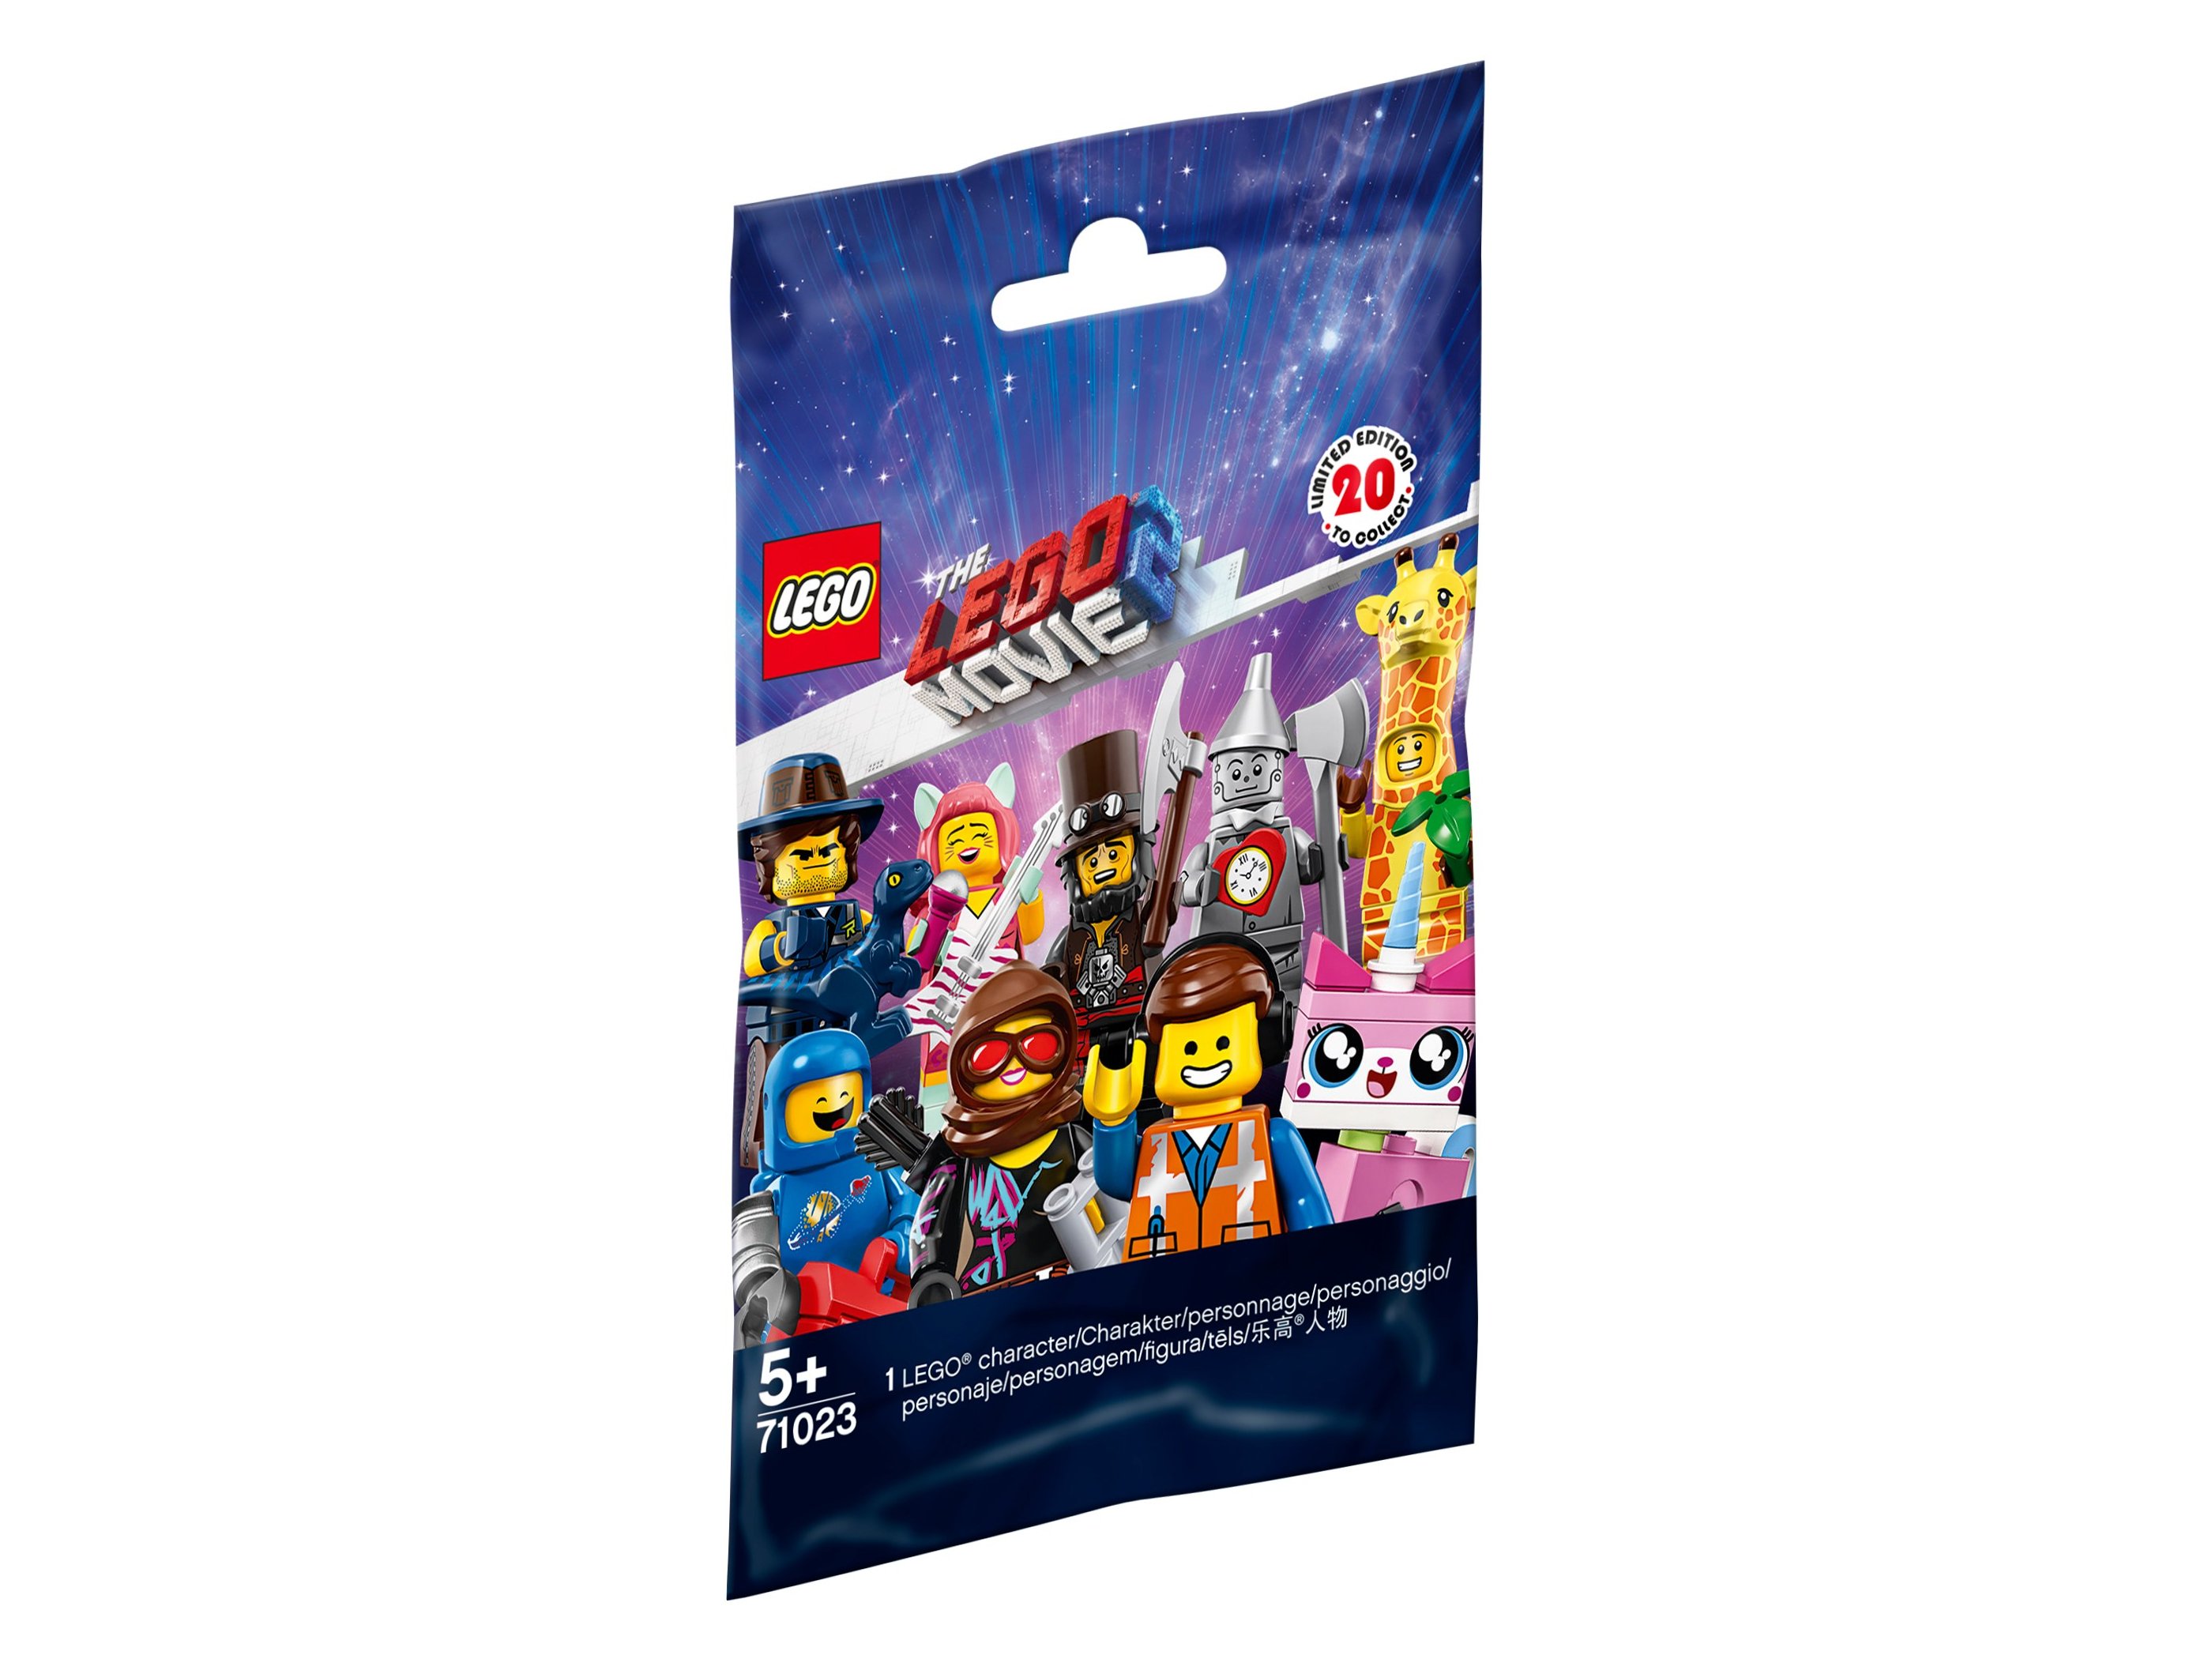 LIMITED EDITION
20
TO COLLECT
LEGO
THE
LEGO 2
MOVIE
5+
71023
1 LEGO® character/Charakter/personnage/personaggio/
personaje/personagem/figura/tēls/乐高®人物